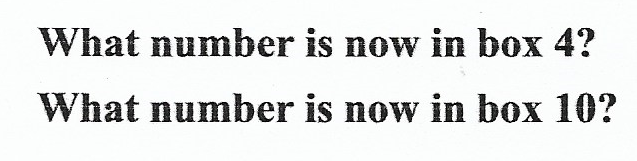 What number is now in box 4?
What number is now in box 10?